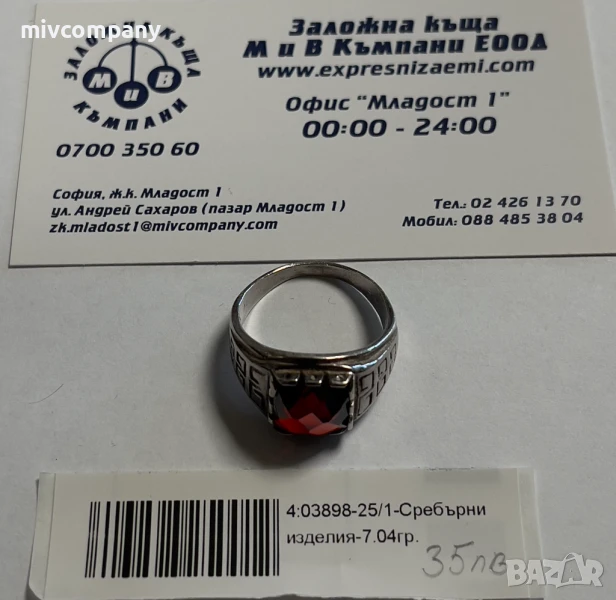 mivcompany
ЗАЛОЖНА КЪЩА
М и В
КЪМПАНИ
0700 350 60
Заложна къща
М и В Къмпани ЕООД
www.expresnizaemi.com
Офис "Младост 1"
00:00 - 24:00
София, ж.к. Младост 1
ул. Андрей Сахаров (пазар Младост 1)
zk.mladost1@mivcompany.com
Тел.: 02 426 13 70
Мобил: 088 485 38 04
4:03898-25/1-Сребърни
изделия-7.04гр.
35лв
BAZAR